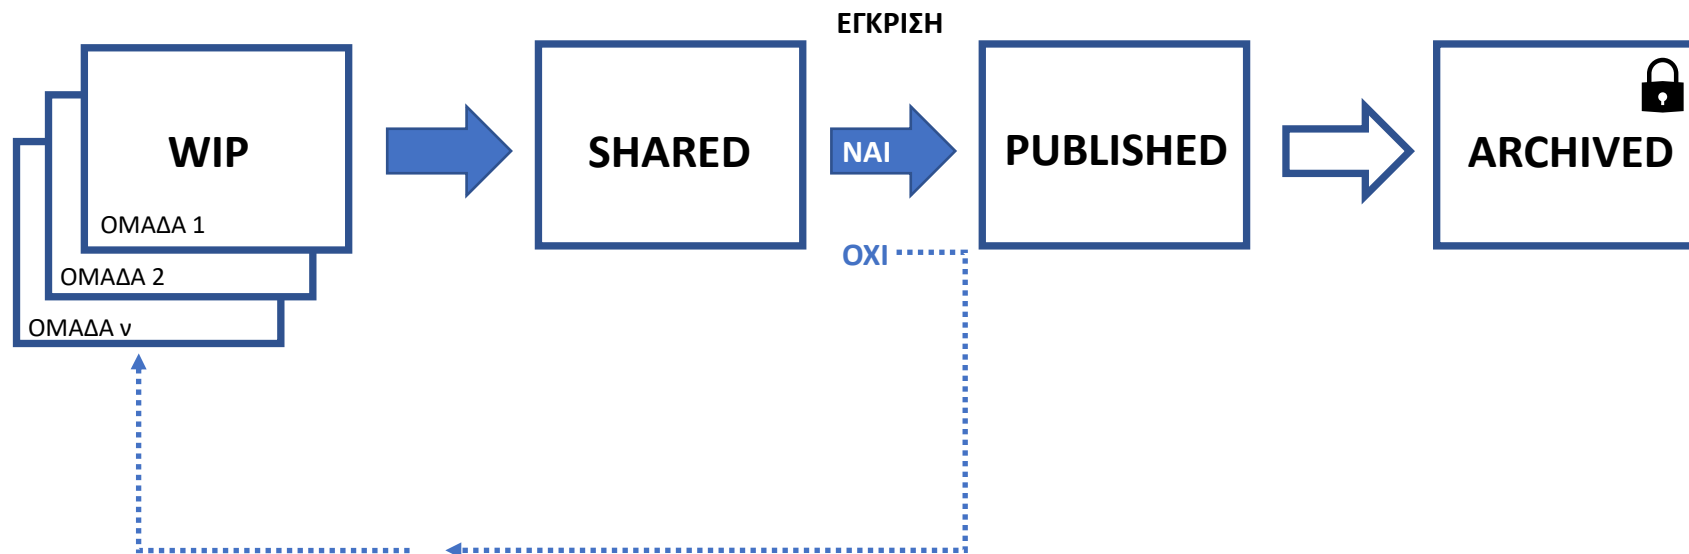 ΕΓΚΡΙΣΗ
WIP
ΟΜΑΔΑ 1
ΟΜΑΔΑ 2
ΟΜΑΔΑ ν
SHARED
ΝΑΙ
ΟΧΙ
PUBLISHED
ARCHIVED